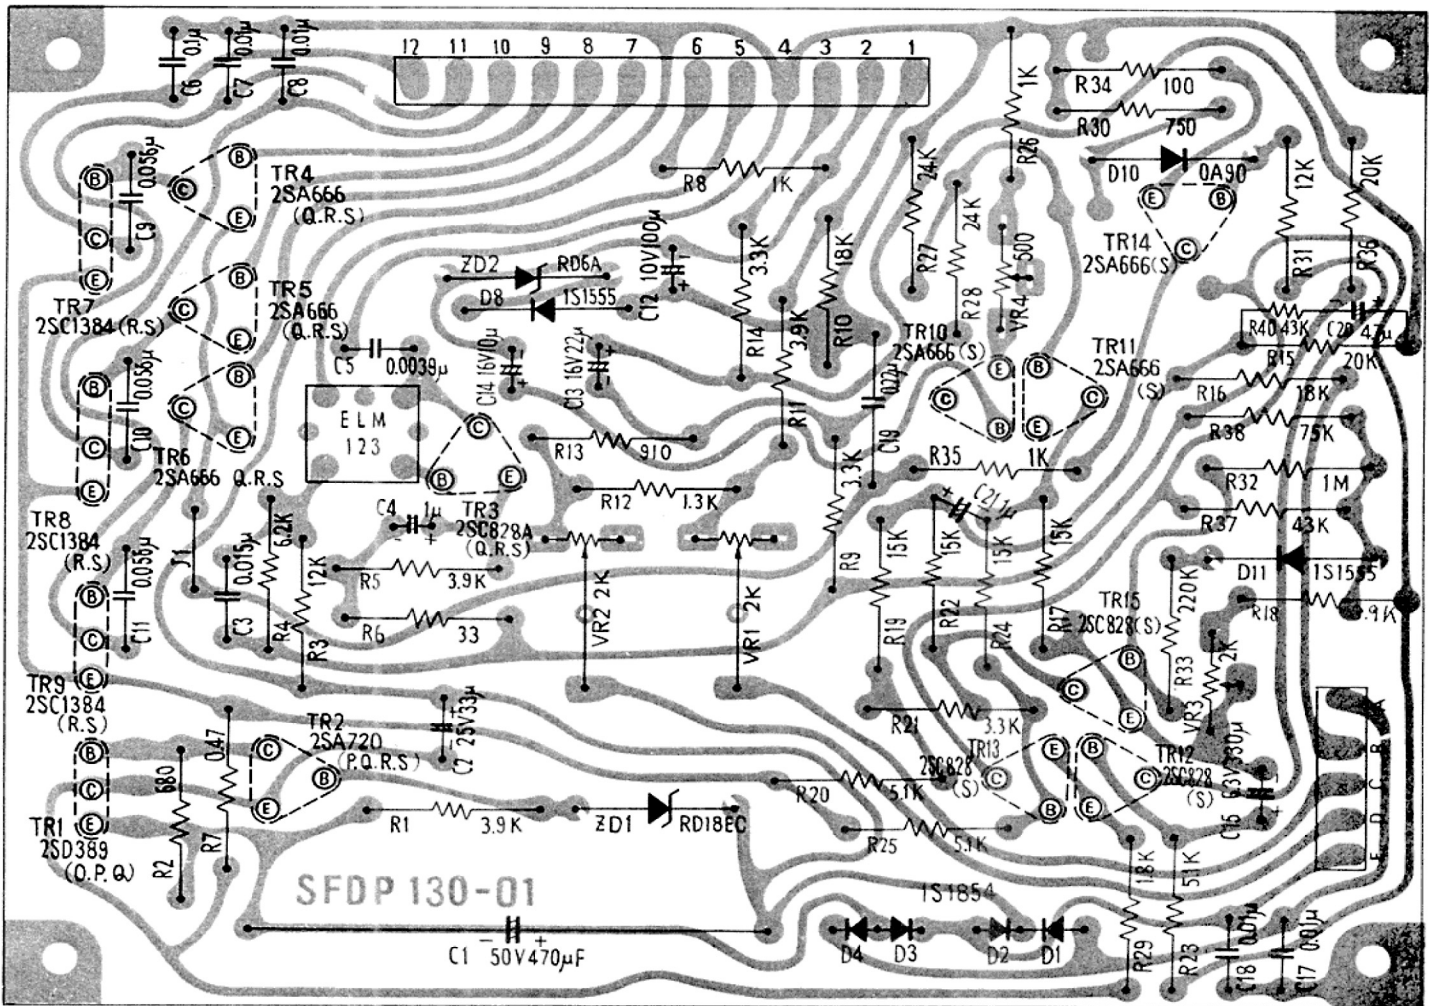 C6 0.1µ
C7 0.01µ
C8 0.01µ
12 11 10 9 8 7 6 5 4 3 2 1
R26 1K
R34 100
R30 750
D10 OA90
R31 12K
R36 20K
B C E
TR7
2SC1384(R.S)
C9 0.056µ
C B E
TR4
2SA666
(Q.R.S)
C B E
TR5
2SA666
(Q.R.S)
R8 1K
R27 24K
R28 24K
VR4 500
E B C
TR14
2SA666(S)
ZD2 RD6A
D8 1S1555
C12 10V100µ
R14 3.3K
R11 3.9K
R10 18K
TR10
2SA666(S)
E C B
TR11
2SA666
(S)
B C E
R40 43K
C20 4.7µ
R15 20K
R16 18K
R38 75K
R32 1M
R37 43K
C5 0.0039µ
C14 16V10µ
C13 16V22µ
C19
B C E
TR8
2SC1384
(R.S)
C10 0.056µ
C B E
TR6
2SA666 Q.R.S
ELM
123
C B E
TR3
2SC828A
(Q.R.S)
R13 910
R12 1.3K
R9 3.3K
R35 1K
C21 1µ
C4 1µ
J1
R4 6.2K
R3 12K
C3 0.015µ
C11 0.056µ
R5 3.9K
R6 33
VR2 2K
VR1 2K
R19 15K
R22 15K
R24 15K
R17 15K
D11 1S1555
R18
R33 220K
VR3 2K
TR15
2SC828(S)
B C E
B C E
TR9
2SC1384
(R.S)
B C E
TR1
2SD389
(O.P.Q)
R2 680
R7 0.47
TR2
2SA720
(P.Q.R.S)
C B E
C2 25V33µ
R1 3.9K
ZD1 RD18EC
R21 3.3K
R20 5.1K
R25 5.1K
TR13
2SC828
(S)
E C B
TR12
2SC828
(S)
B C E
C15 6.3V330µ
A
B
C
D
E
SFDP 130-01
C1 50V470µF
1S1854
D4 D3 D2 D1
R29 1.8K
R23 51K
C18 0.01µ
C17 0.01µ